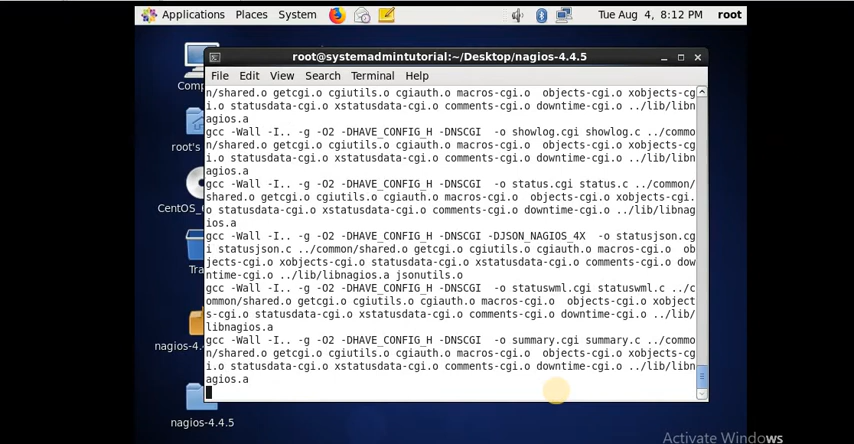 Applications Places System Tue Aug 4, 8:12 PM root
root@systemadmintutorial:~/Desktop/nagios-4.4.5
File Edit View Search Terminal Help
n/shared.o getcgi.o cgiutils.o cgiauth.o macros-cgi.o objects-cgi.o xobjects-cg
i.o statusdata-cgi.o xstatusdata-cgi.o comments-cgi.o downtime-cgi.o ../lib/libn
agios.a
gcc -Wall -I.. -g -O2 -DHAVE_CONFIG_H -DNSCGI -o showlog.cgi showlog.c ../commo
n/shared.o getcgi.o cgiutils.o cgiauth.o macros-cgi.o objects-cgi.o xobjects-cg
i.o statusdata-cgi.o xstatusdata-cgi.o comments-cgi.o downtime-cgi.o ../lib/libn
agios.a
gcc -Wall -I.. -g -O2 -DHAVE_CONFIG_H -DNSCGI -o status.cgi status.c ../common/
shared.o getcgi.o cgiutils.o cgiauth.o macros-cgi.o objects-cgi.o xobjects-cgi.
o statusdata-cgi.o xstatusdata-cgi.o comments-cgi.o downtime-cgi.o ../lib/libnag
ios.a
gcc -Wall -I.. -g -O2 -DHAVE_CONFIG_H -DNSCGI -DJSON_NAGIOS_4X -o statusjson.cg
i statusjson.c ../common/shared.o getcgi.o cgiutils.o cgiauth.o macros-cgi.o ob
jects-cgi.o xobjects-cgi.o statusdata-cgi.o xstatusdata-cgi.o comments-cgi.o dow
ntime-cgi.o ../lib/libnagios.a jsonutils.o
gcc -Wall -I.. -g -O2 -DHAVE_CONFIG_H -DNSCGI -o statuswml.cgi statuswml.c ../c
ommon/shared.o getcgi.o cgiutils.o cgiauth.o macros-cgi.o objects-cgi.o xobject
s-cgi.o statusdata-cgi.o xstatusdata-cgi.o comments-cgi.o downtime-cgi.o ../lib/
libnagios.a
gcc -Wall -I.. -g -O2 -DHAVE_CONFIG_H -DNSCGI -o summary.cgi summary.c ../commo
n/shared.o getcgi.o cgiutils.o cgiauth.o macros-cgi.o objects-cgi.o xobjects-cg
i.o statusdata-cgi.o xstatusdata-cgi.o comments-cgi.o downtime-cgi.o ../lib/libn
agios.a
Comp
root's
CentOS_
Tra
nagios-4.
nagios-4.4.5
Activate Windows